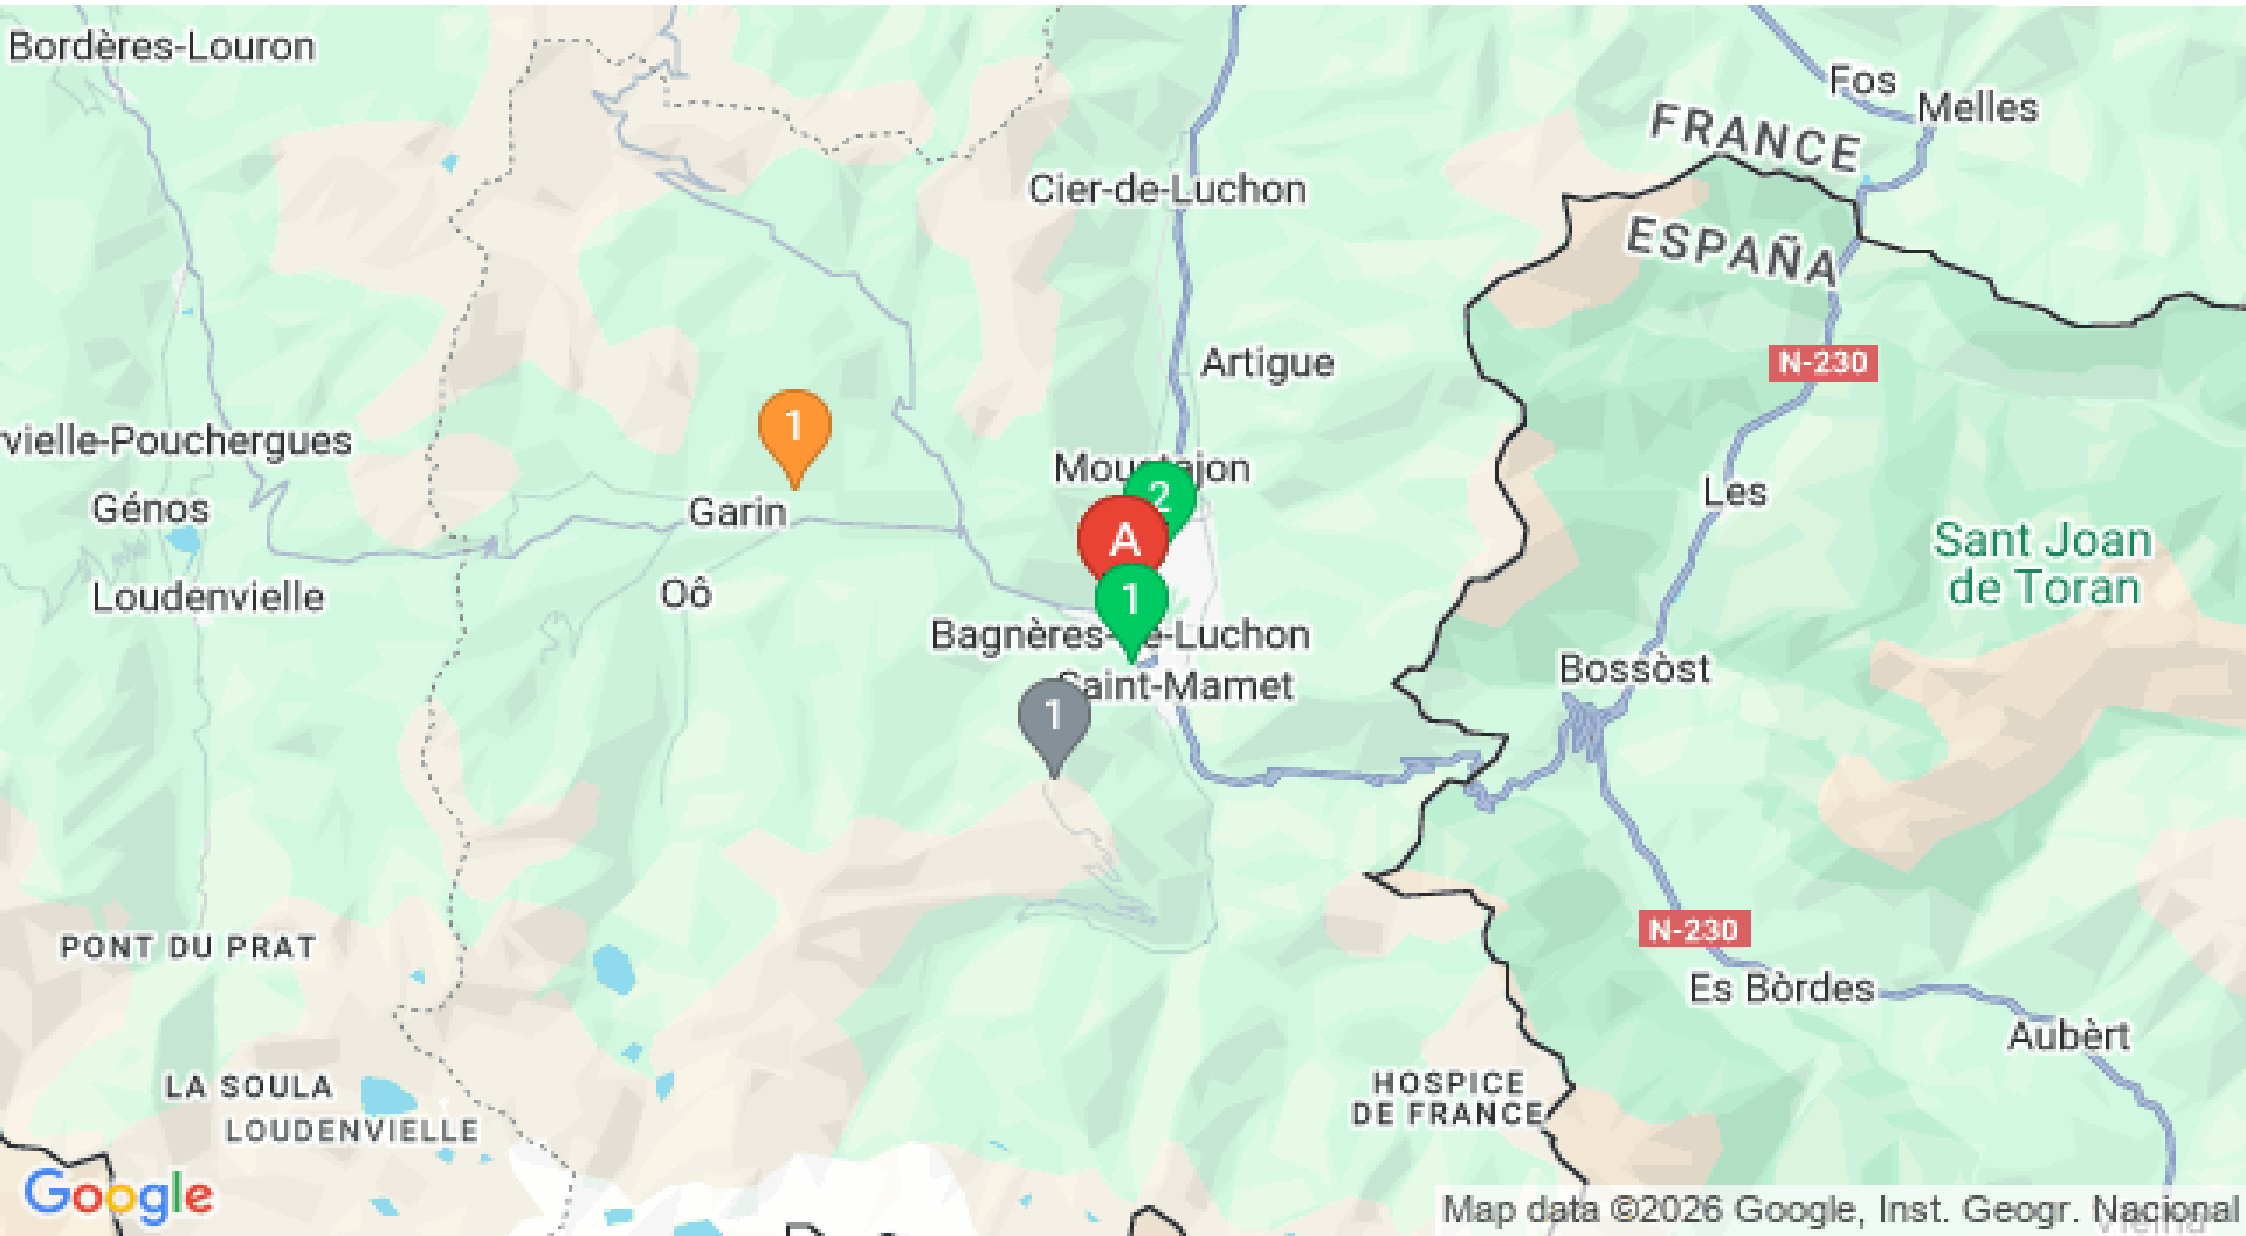 Bordères-Louron
Fos
Melles
FRANCE
Cier-de-Luchon
ESPAÑA
N-230
Artigue
1
vielle-Pouchergues
2
Les
Génos
Garin
A
Sant Joan
de Toran
Loudenvielle
Oô
1
Bagnères-de-Luchon
Saint-Mamet
Bossòst
1
N-230
PONT DU PRAT
Es Bòrdes
Aubèrt
LA SOULA
LOUDENVIELLE
HOSPICE
DE FRANCE
Google
Map data ©2026 Google, Inst. Geogr. Nacional